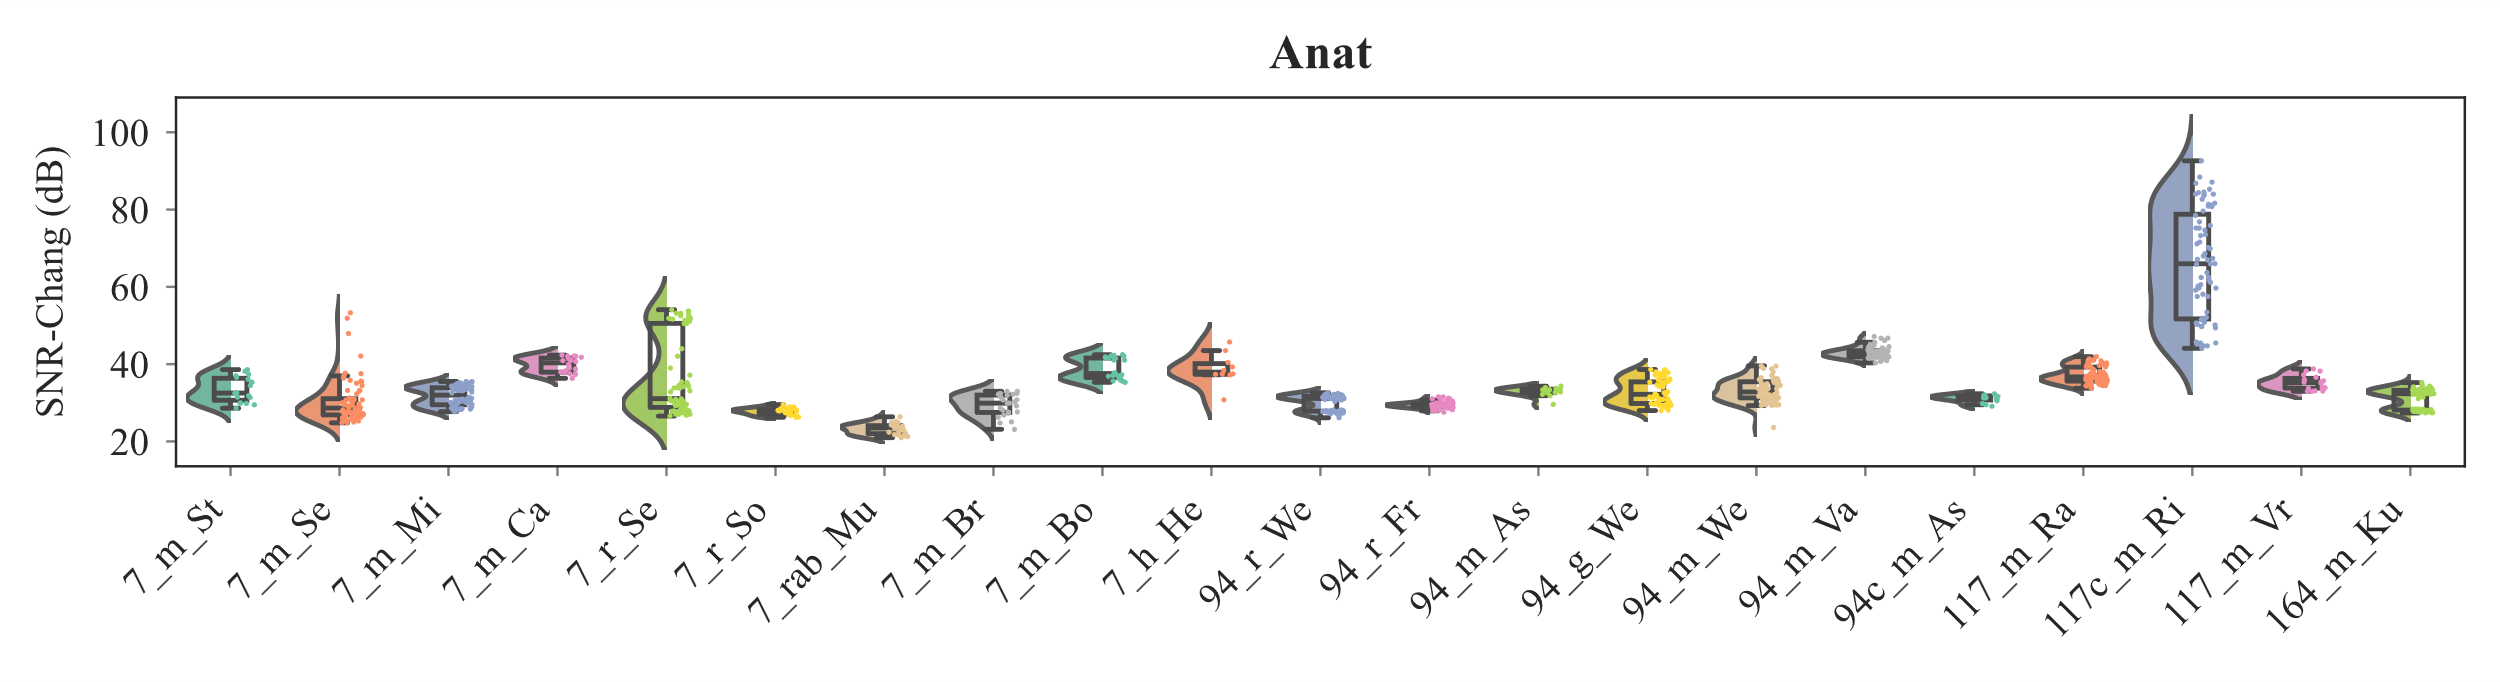 Anat
SNR-Chang (dB)
100
80
60
40
20
7_m_St
7_m_Se
7_m_Mi
7_m_Ca
7_r_Se
7_r_So
7_rab_Mu
7_m_Br
7_m_Bo
7_h_He
94_r_We
94_r_Fr
94_m_As
94_g_We
94_m_We
94_m_Va
94c_m_As
117_m_Ra
117c_m_Ri
117_m_Vr
164_m_Ku